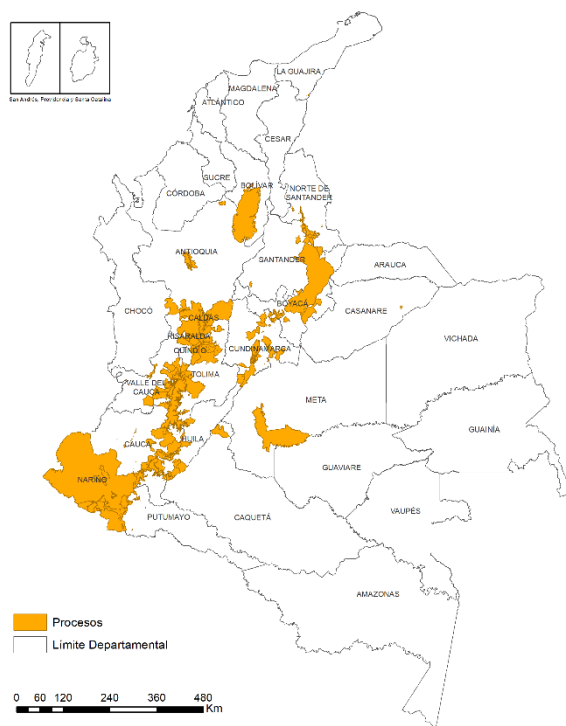 San Andrés, Providencia y Santa Catalina
LA GUAJIRA
MAGDALENA
ATLÁNTICO
CESAR
SUCRE
BOLÍVAR
NORTE DE
SANTANDER
CÓRDOBA
ANTIOQUIA
SANTANDER
ARAUCA
CHOCÓ
BOYACÁ
CASANARE
CALDAS
VICHADA
RISARALDA
CUNDINAMARCA
QUINDÍO
TOLIMA
VALLE DEL
CAUCA
META
GUAINÍA
CAUCA
HUILA
GUAVIARE
NARIÑO
VAUPÉS
PUTUMAYO
CAQUETÁ
AMAZONAS
Procesos
Límite Departamental
0 60 120 240 360 480
Km